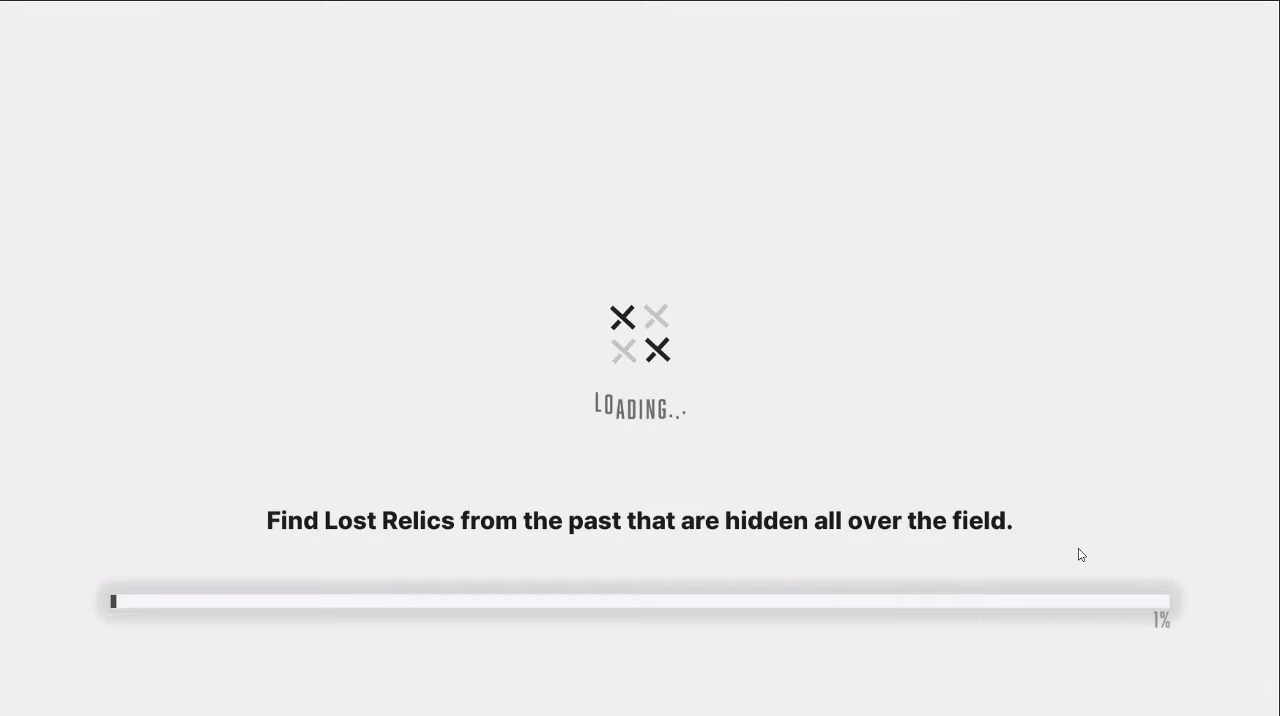 LOADING...
Find Lost Relics from the past that are hidden all over the field.
1%